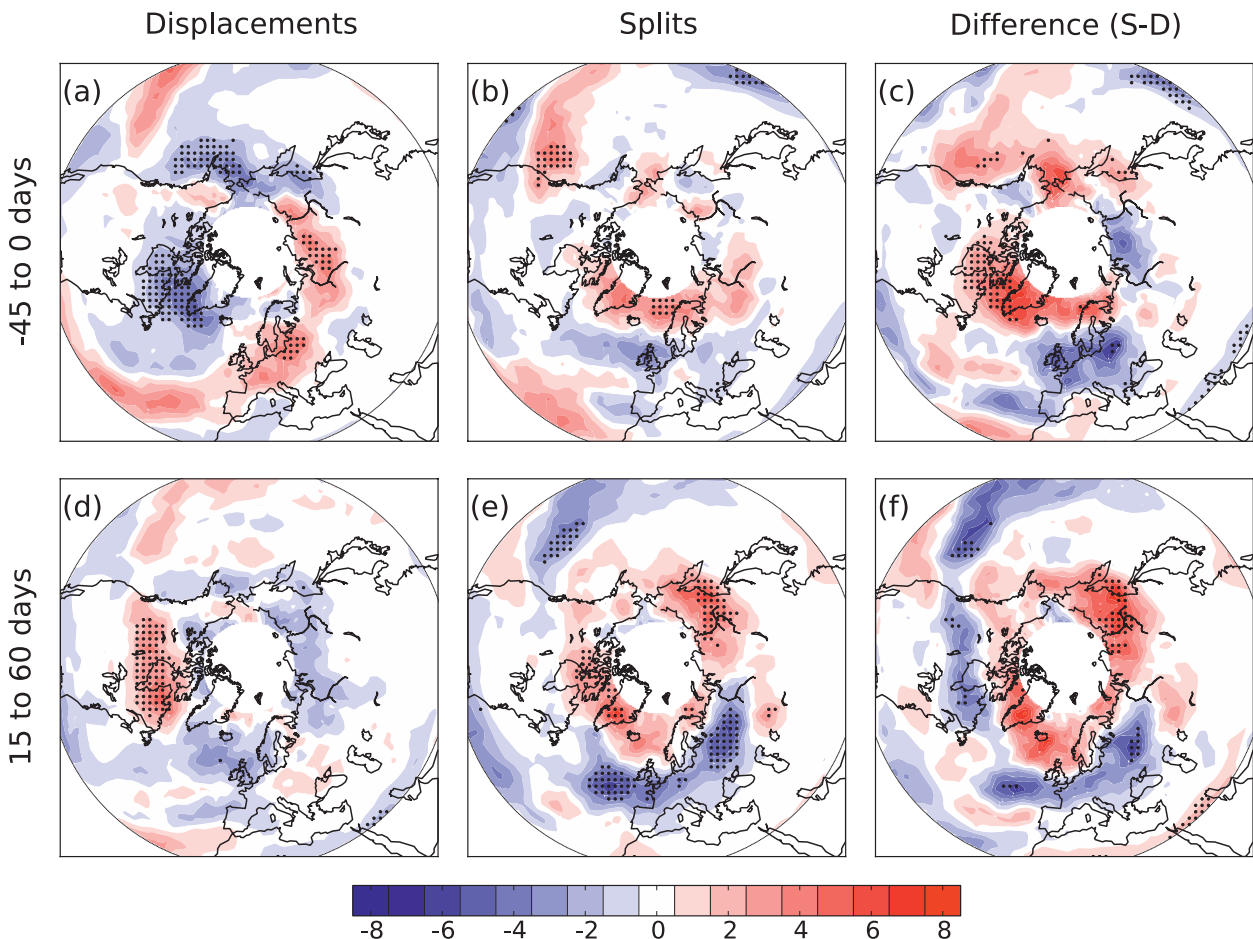 Displacements Splits Difference (S-D)
-45 to 0 days
(a) (b) (c)
15 to 60 days
(d) (e) (f)
-8 -6 -4 -2 0 2 4 6 8